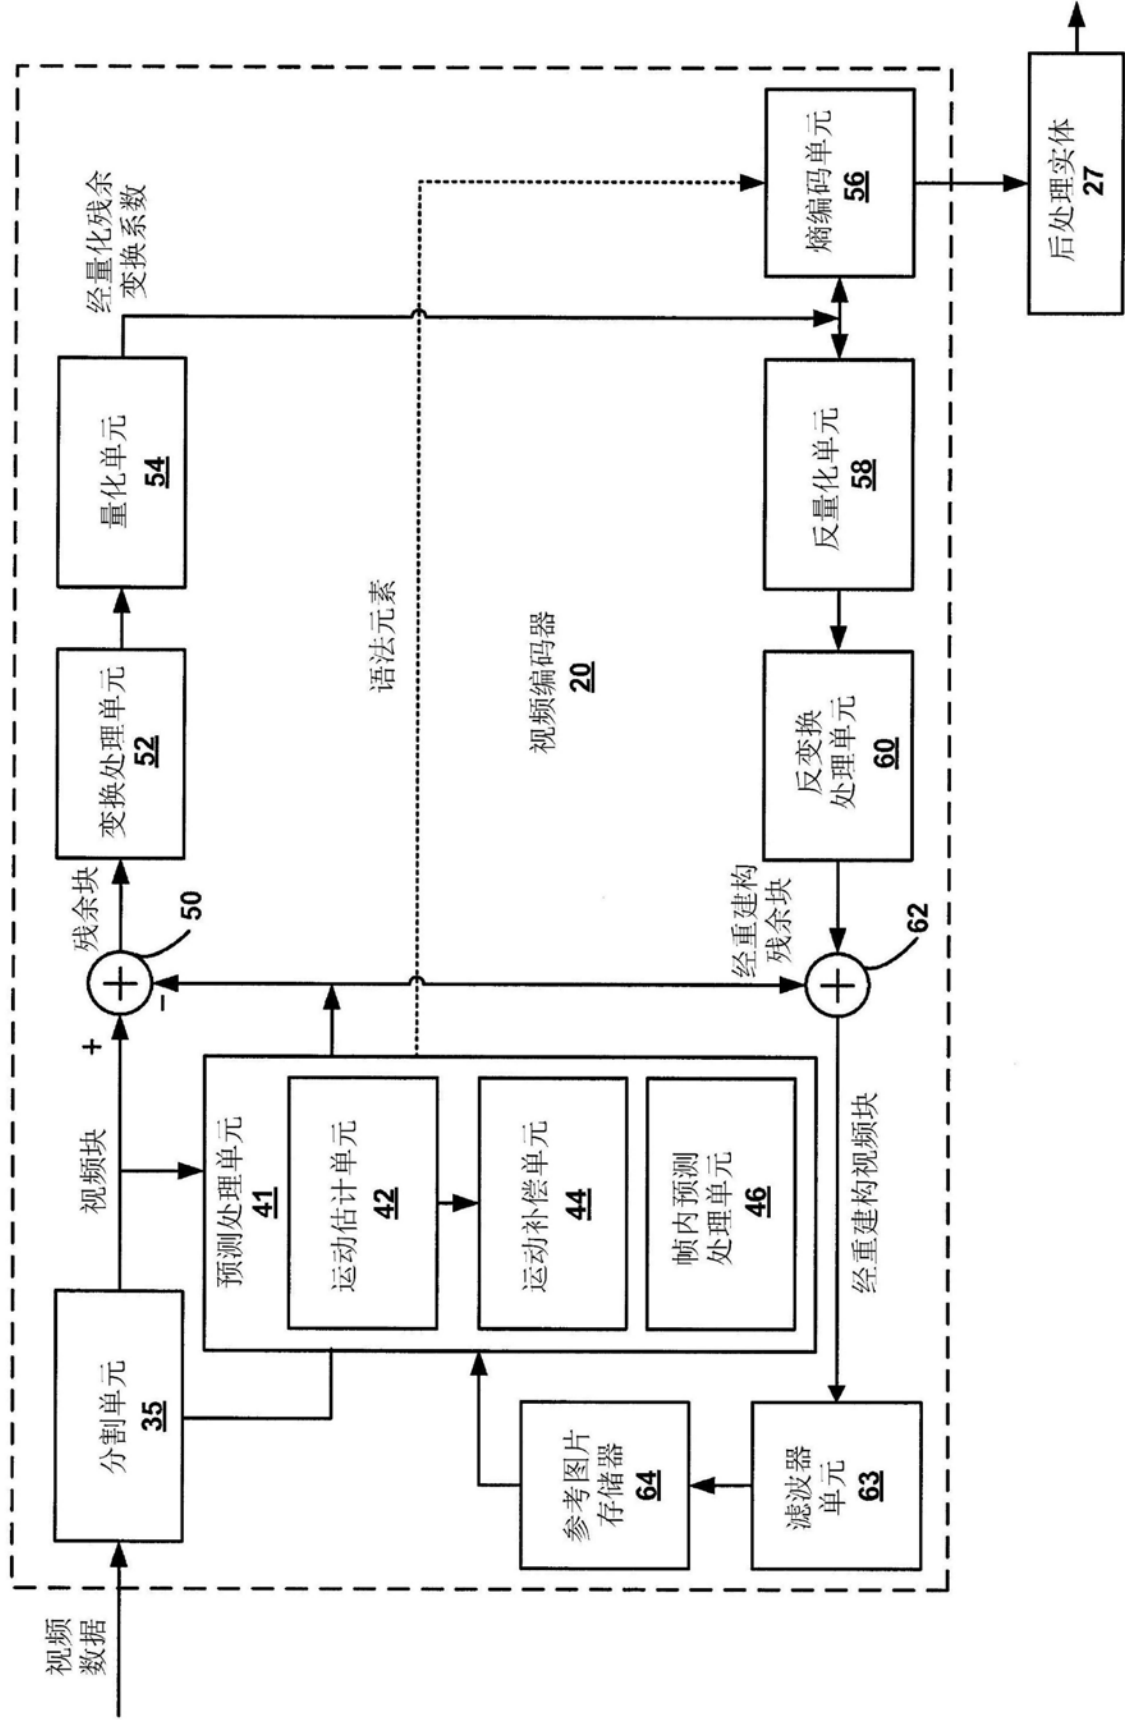 视频
数据
分割单元
35
视频块
+
-
残余块
50
变换处理单元
52
量化单元
54
经量化残余
变换系数
预测处理单元
41
运动估计单元
42
运动补偿单元
44
帧内预测
处理单元
46
语法元素
视频编码器
20
参考图片
存储器
64
滤波器
单元
63
经重建构视频块
62
经重建构
残余块
反变换
处理单元
60
反量化单元
58
熵编码单元
56
后处理实体
27